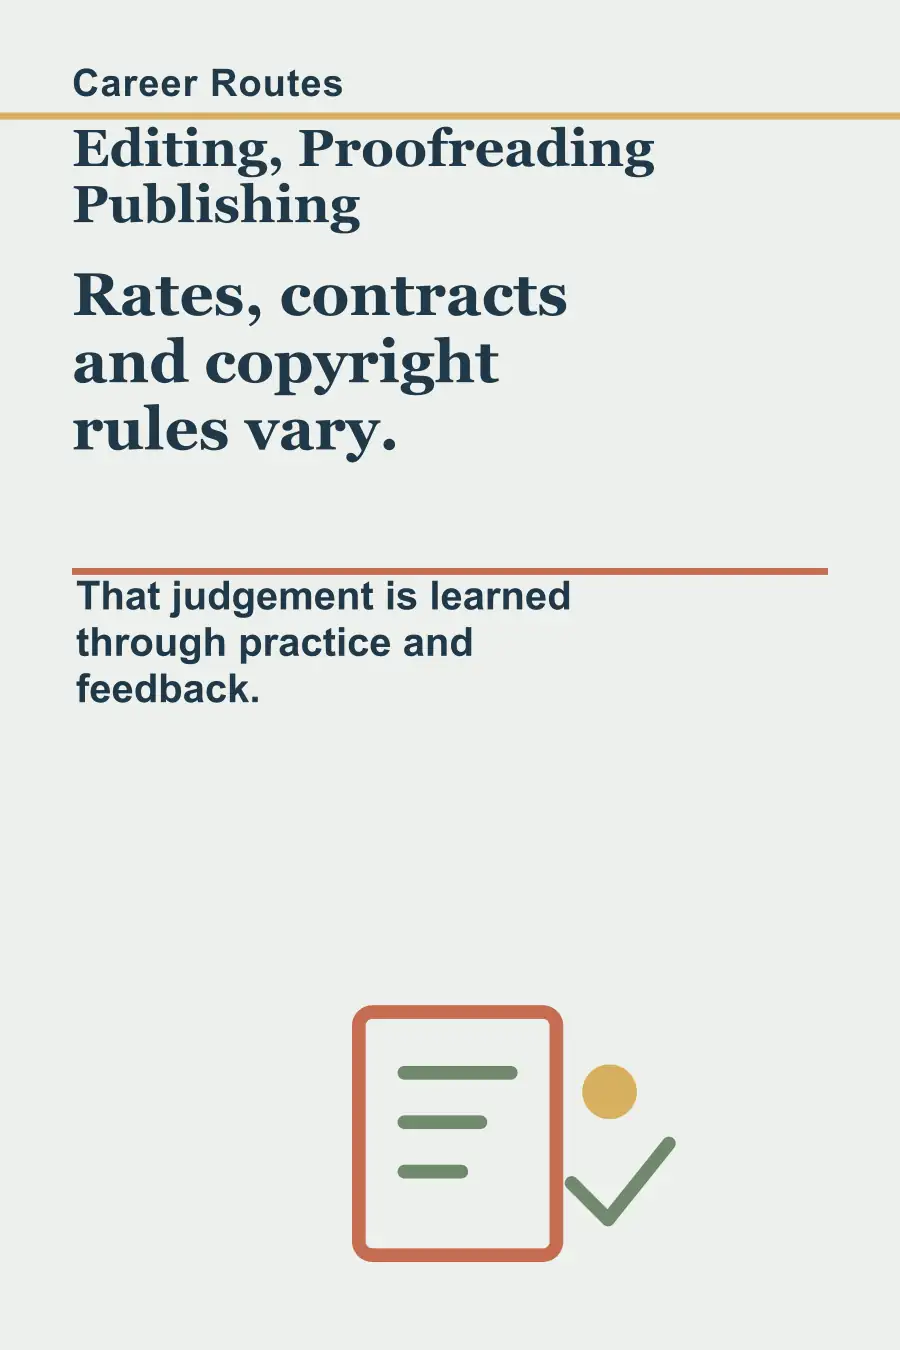 Career Routes
Editing, Proofreading
Publishing
Rates, contracts
and copyright
rules vary.
That judgement is learned
through practice and
feedback.